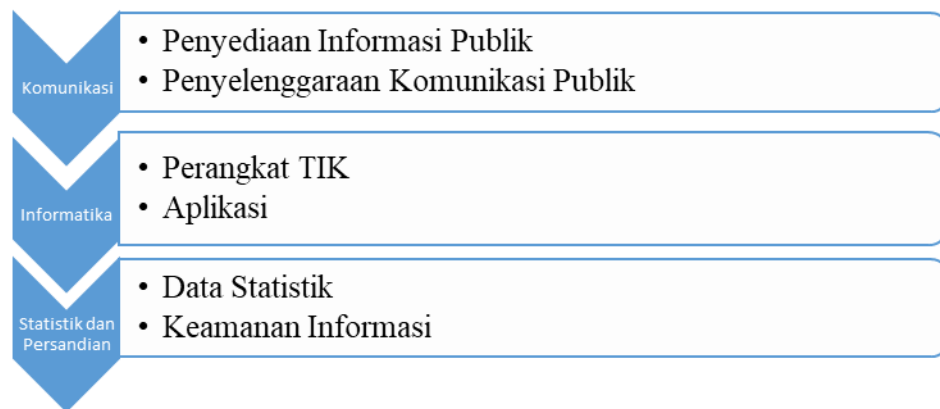 Komunikasi
• Penyediaan Informasi Publik
• Penyelenggaraan Komunikasi Publik
Informatika
• Perangkat TIK
• Aplikasi
Statistik dan
Persandian
• Data Statistik
• Keamanan Informasi